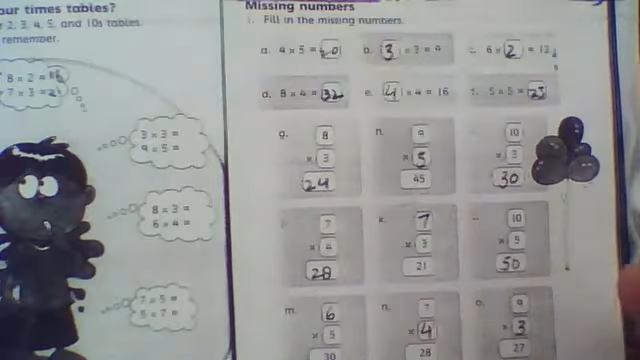 our times tables?
2, 3, 4, 5, and 10s tables.
remember.
8 x 2 =
7 x 3 =
3 x 3 =
9 x 5 =
8 x 3 =
6 x 4 =
7 x 5 =
5 x 7 =
Missing numbers
1. Fill in the missing numbers.
a. 4 x 5 = 20 b. 3 x 3 = 9 c. 6 x 2 = 12
d. 8 x 4 = 32 e. 4 x 4 = 16 f. 5 x 5 = 25
g. 8 h. 9 10
x 3 x 5 x 3
24 45 30
7 k. 7 10
x 4 x 3 x 5
28 21 50
m. 6 n. 7 o. 9
x 5 x 4 x 3
30 28 27